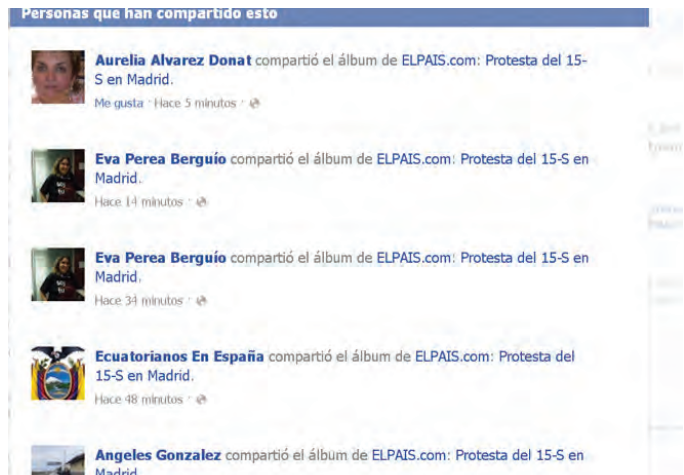 Personas que han compartido esto
Aurelia Alvarez Donat compartió el álbum de ELPAIS.com: Protesta del 15-
S en Madrid.
Me gusta · Hace 5 minutos ·
Eva Perea Berguío compartió el álbum de ELPAIS.com: Protesta del 15-S en
Madrid.
Hace 14 minutos ·
Eva Perea Berguío compartió el álbum de ELPAIS.com: Protesta del 15-S en
Madrid.
Hace 34 minutos ·
Ecuatorianos En España compartió el álbum de ELPAIS.com: Protesta del
15-S en Madrid.
Hace 48 minutos ·
Angeles Gonzalez compartió el álbum de ELPAIS.com: Protesta del 15-S en
Madrid.